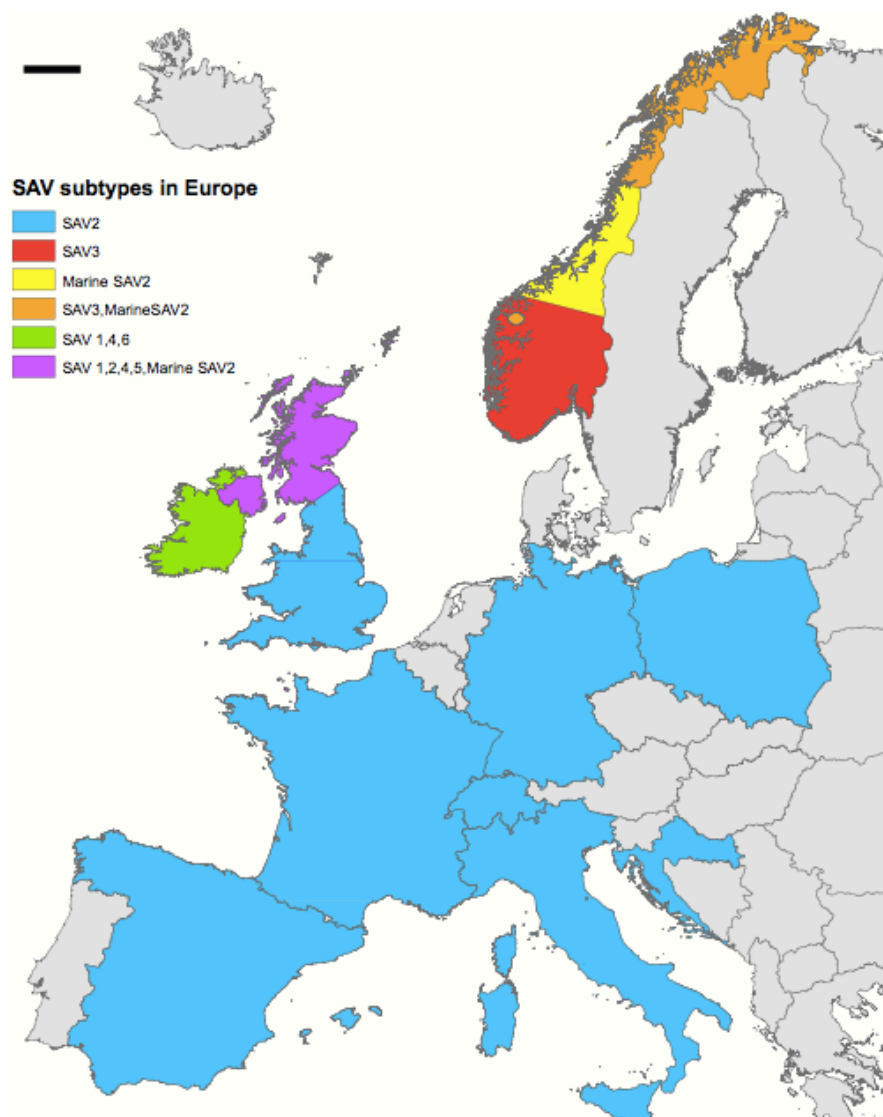 SAV subtypes in Europe
SAV2
SAV3
Marine SAV2
SAV3,MarineSAV2
SAV 1,4,6
SAV 1,2,4,5,Marine SAV2